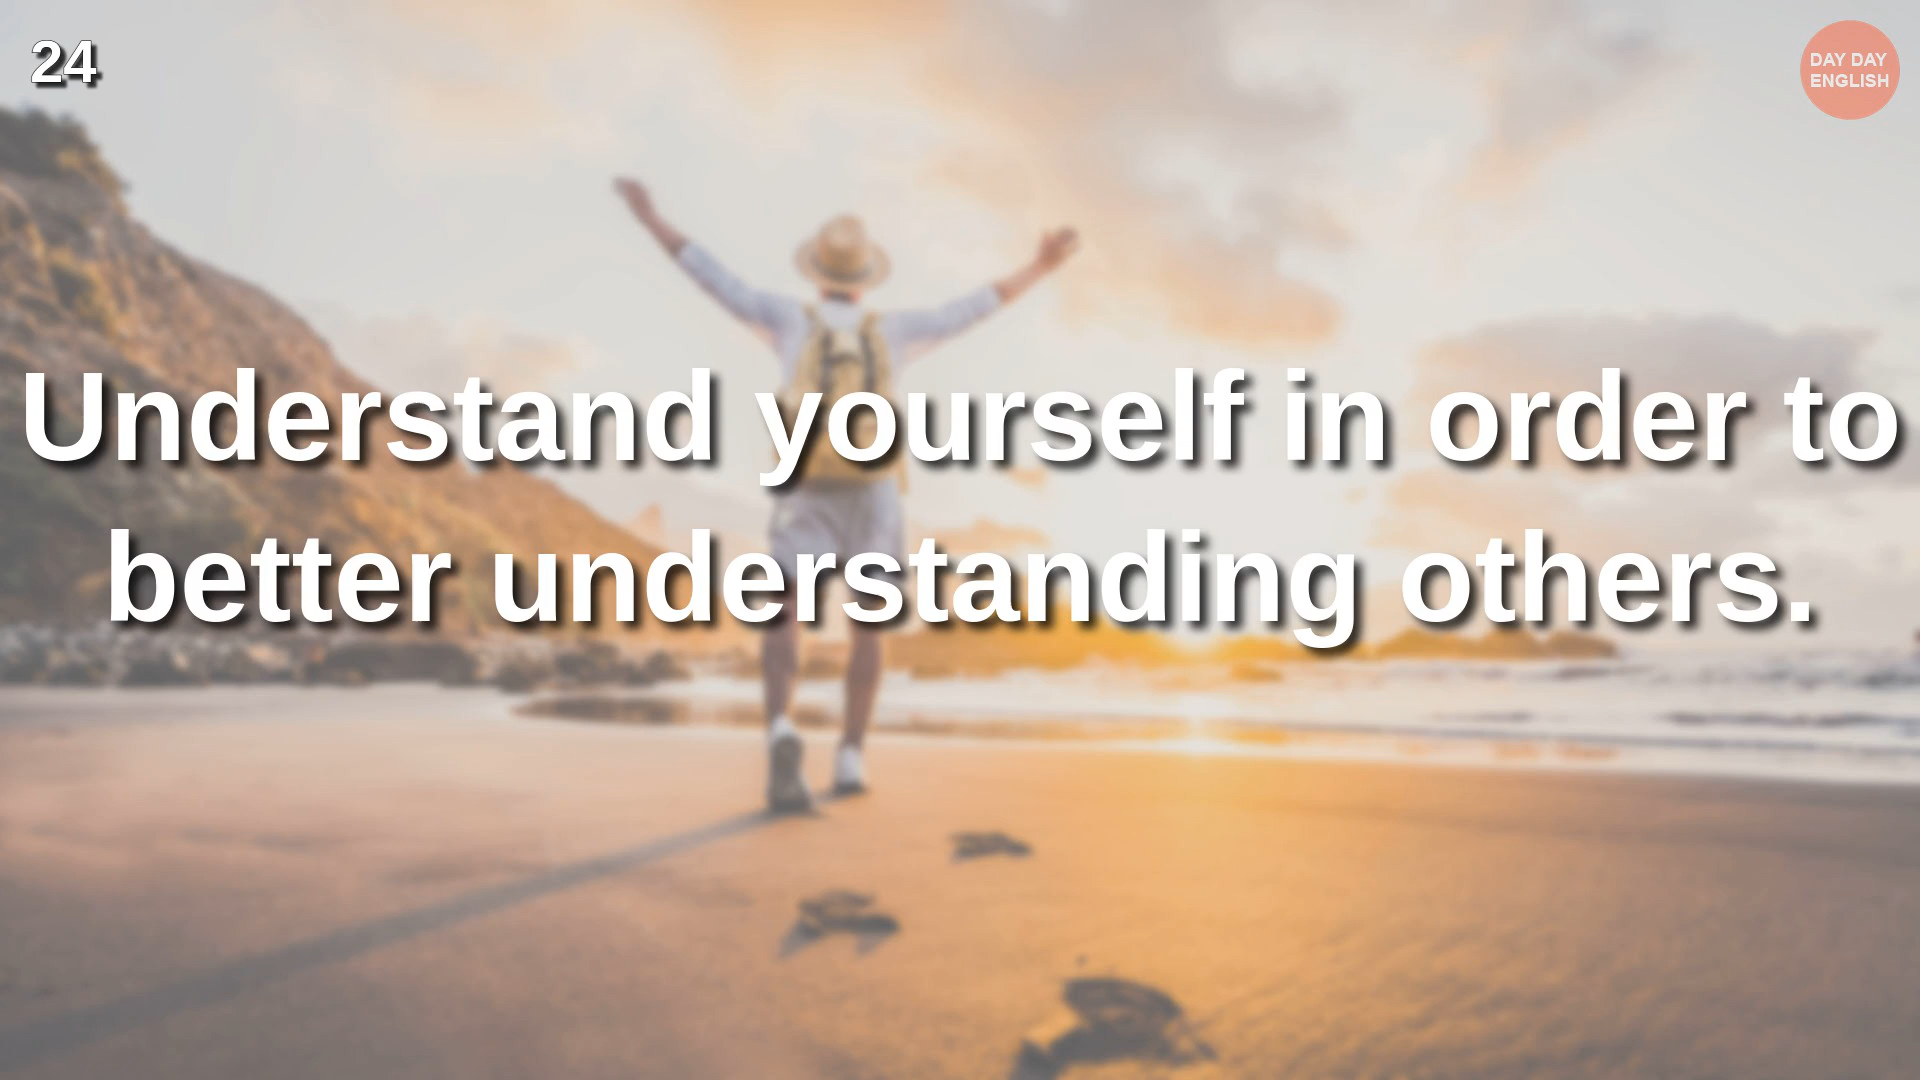 24
DAY DAY
ENGLISH
Understand yourself in order to
better understanding others.